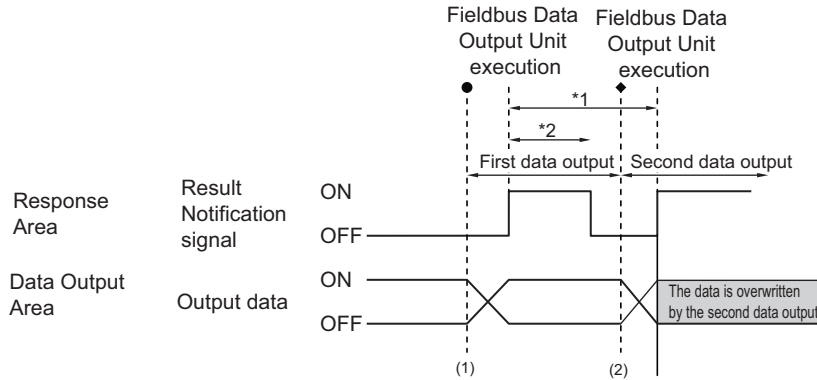 Fieldbus Data
Output Unit
execution
Fieldbus Data
Output Unit
execution
*1
*2
First data output
Second data output
Response
Area
Result
Notification
signal
ON
OFF
Data Output
Area
Output data
ON
OFF
The data is overwritten
by the second data output
(1)
(2)